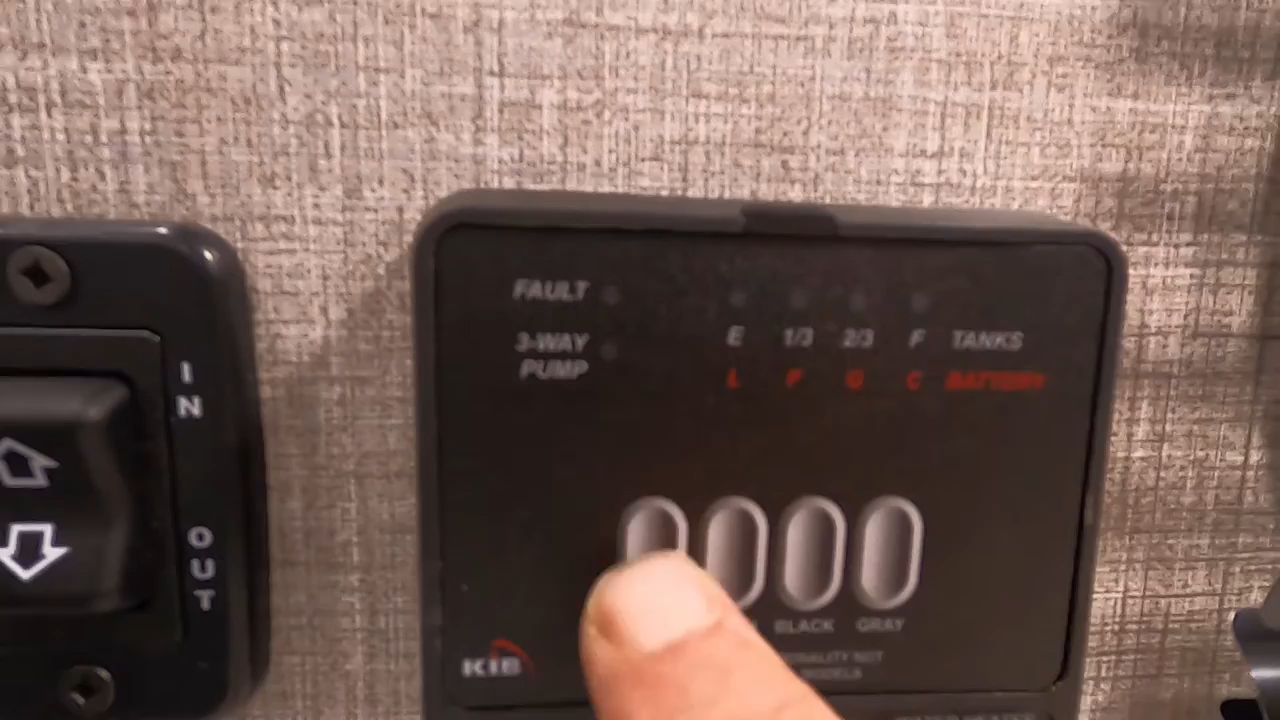 IN
OUT
FAULT
3-WAY
PUMP
E 1/3 2/3 F TANKS
L F G C BATTERY
BLACK GRAY
KIB